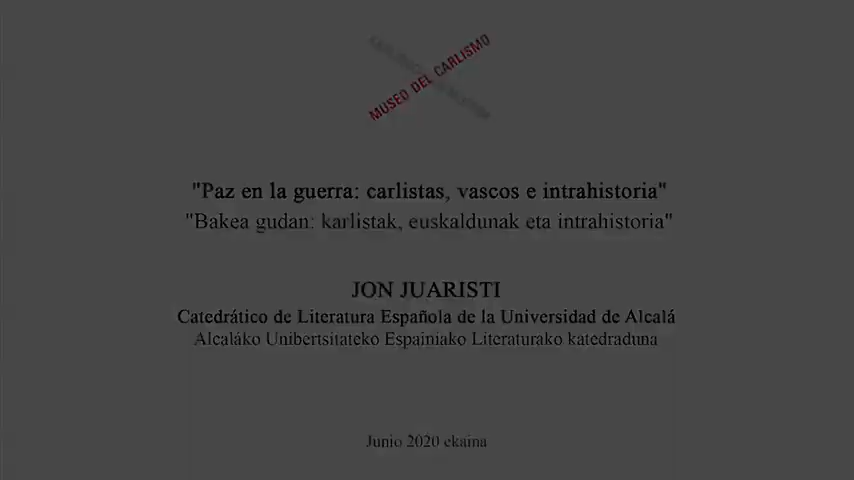 MUSEO DEL CARLISMO
"Paz en la guerra: carlistas, vascos e intrahistoria"
"Bakea gudan: karlistak, euskaldunak eta intrahistoria"
JON JUARISTI
Catedrático de Literatura Española de la Universidad de Alcalá
Alcaláko Unibertsitateko Espainiako Literaturako katedraduna
Junio 2020 ekaina